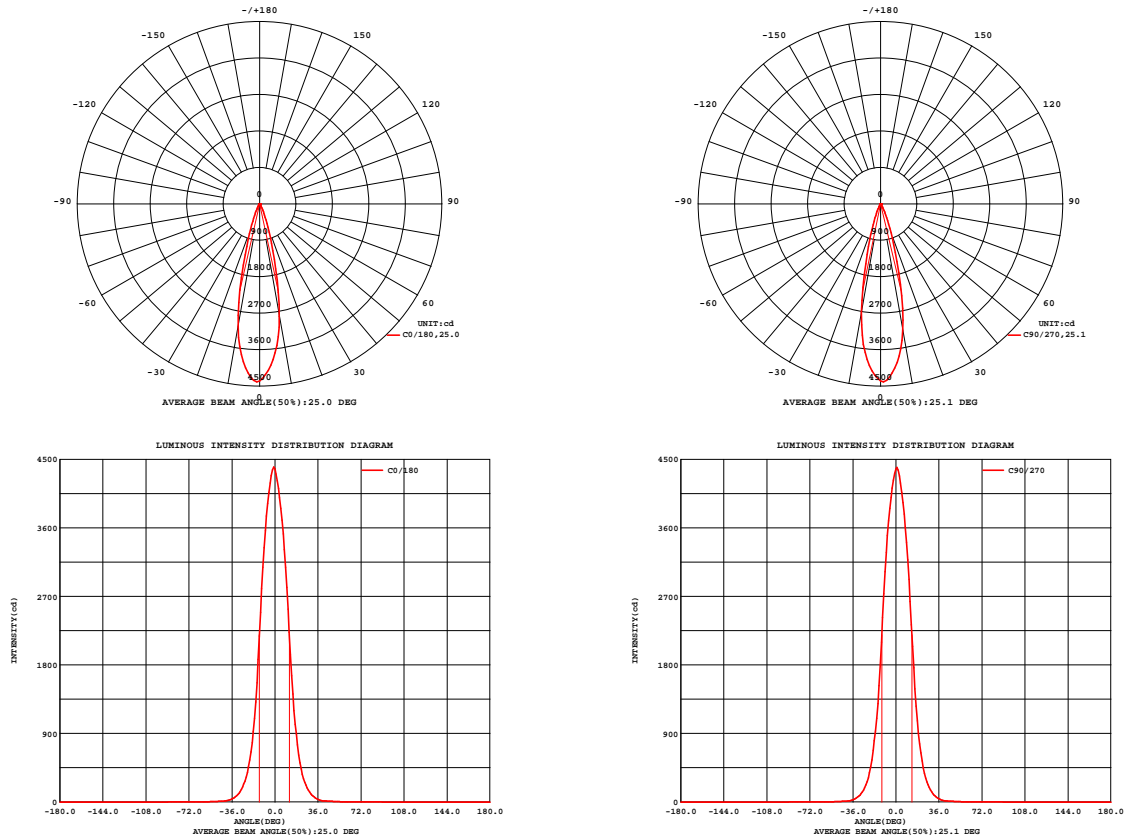 -/+180
-150 150
-120 120
-90 90
-60 60
-30 30
0
900
1800
2700
3600
4500
0
UNIT:cd
C0/180,25.0
AVERAGE BEAM ANGLE(50%):25.0 DEG
-/+180
-150 150
-120 120
-90 90
-60 60
-30 30
0
900
1800
2700
3600
4500
0
UNIT:cd
C90/270,25.1
AVERAGE BEAM ANGLE(50%):25.1 DEG
LUMINOUS INTENSITY DISTRIBUTION DIAGRAM
C0/180
INTENSITY(cd)
4500
3600
2700
1800
900
0
-180.0 -144.0 -108.0 -72.0 -36.0 0.0 36.0 72.0 108.0 144.0 180.0
ANGLE(DEG)
AVERAGE BEAM ANGLE(50%):25.0 DEG
LUMINOUS INTENSITY DISTRIBUTION DIAGRAM
C90/270
INTENSITY(cd)
4500
3600
2700
1800
900
0
-180.0 -144.0 -108.0 -72.0 -36.0 0.0 36.0 72.0 108.0 144.0 180.0
ANGLE(DEG)
AVERAGE BEAM ANGLE(50%):25.1 DEG